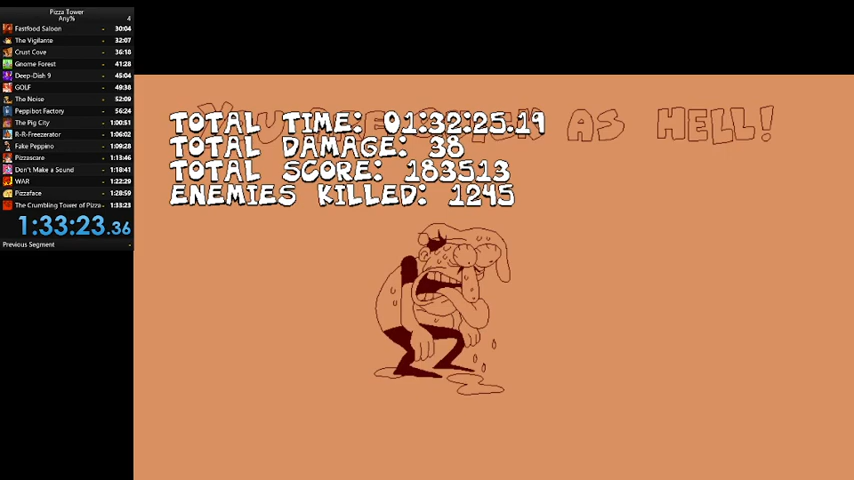 Pizza Tower
Any% 4
Fastfood Saloon - 30:04
The Vigilante - 32:07
Crust Cove - 36:18
Gnome Forest - 41:28
Deep-Dish 9 - 45:04
GOLF - 49:38
The Noise - 52:09
Peppibot Factory - 56:24
The Pig City - 1:00:51
R-R-Freezerator - 1:06:02
Fake Peppino - 1:09:28
Pizzascare - 1:13:46
Don't Make a Sound - 1:18:41
WAR - 1:22:29
Pizzaface - 1:28:59
The Crumbling Tower of Pizza - 1:33:23
1:33:23.36
Previous Segment -
AS HELL!
TOTAL TIME: 01:32:25.19
TOTAL DAMAGE: 38
TOTAL SCORE: 183513
ENEMIES KILLED: 1245